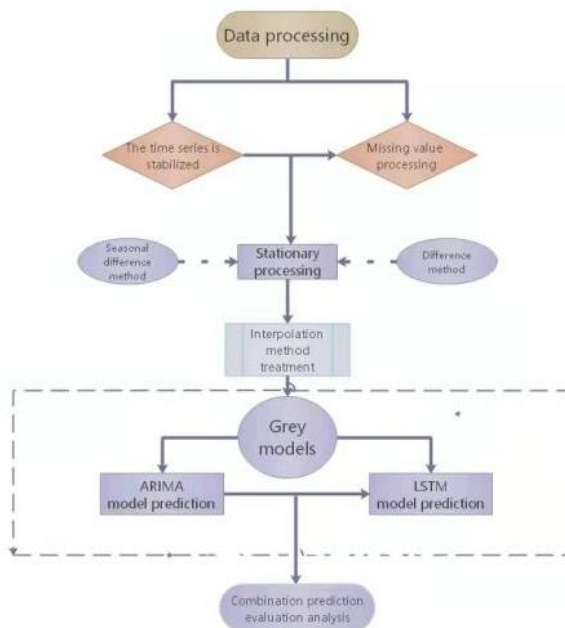 Data processing
The time series is
stabilized
Missing value
processing
Seasonal
difference
method
Stationary
processing
Difference
method
Interpolation
method
treatment
Grey
models
ARIMA
model prediction
LSTM
model prediction
Combination prediction
evaluation analysis